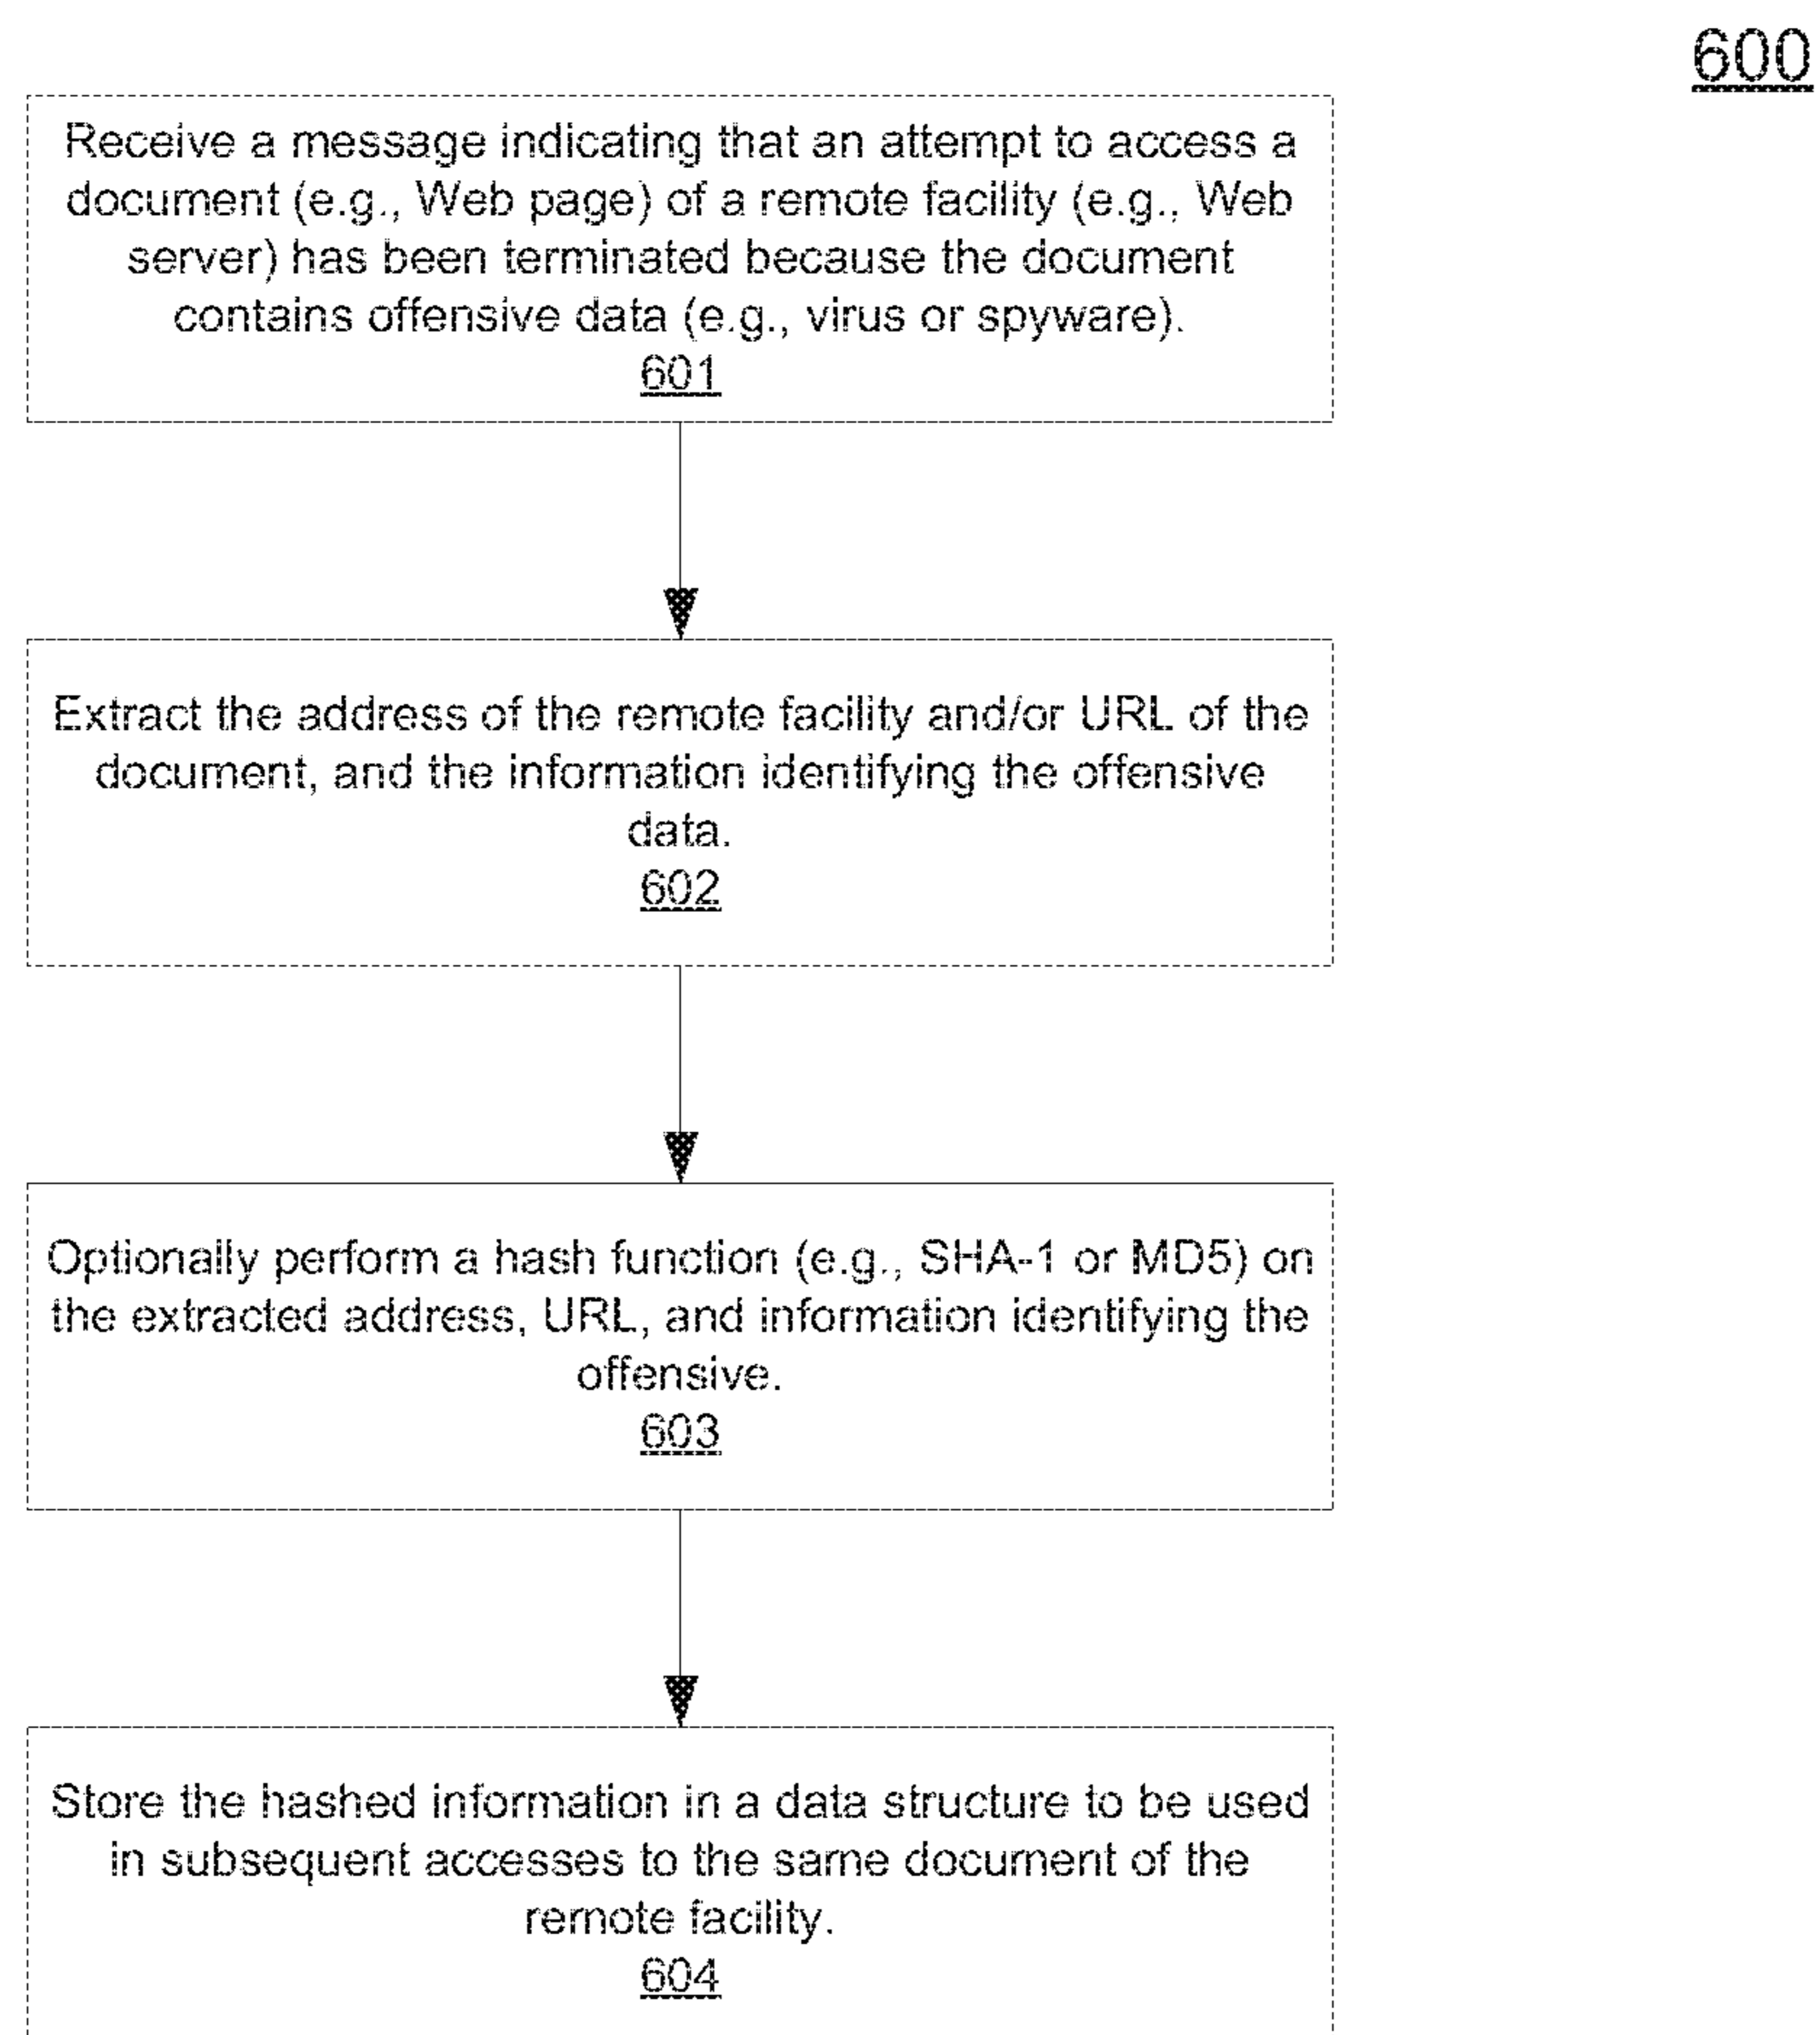 600
Receive a message indicating that an attempt to access a
document (e.g., Web page) of a remote facility (e.g., Web
server) has been terminated because the document
contains offensive data (e.g., virus or spyware).
601
Extract the address of the remote facility and/or URL of the
document, and the information identifying the offensive
data.
602
Optionally perform a hash function (e.g., SHA-1 or MD5) on
the extracted address, URL, and information identifying the
offensive.
603
Store the hashed information in a data structure to be used
in subsequent accesses to the same document of the
remote facility.
604